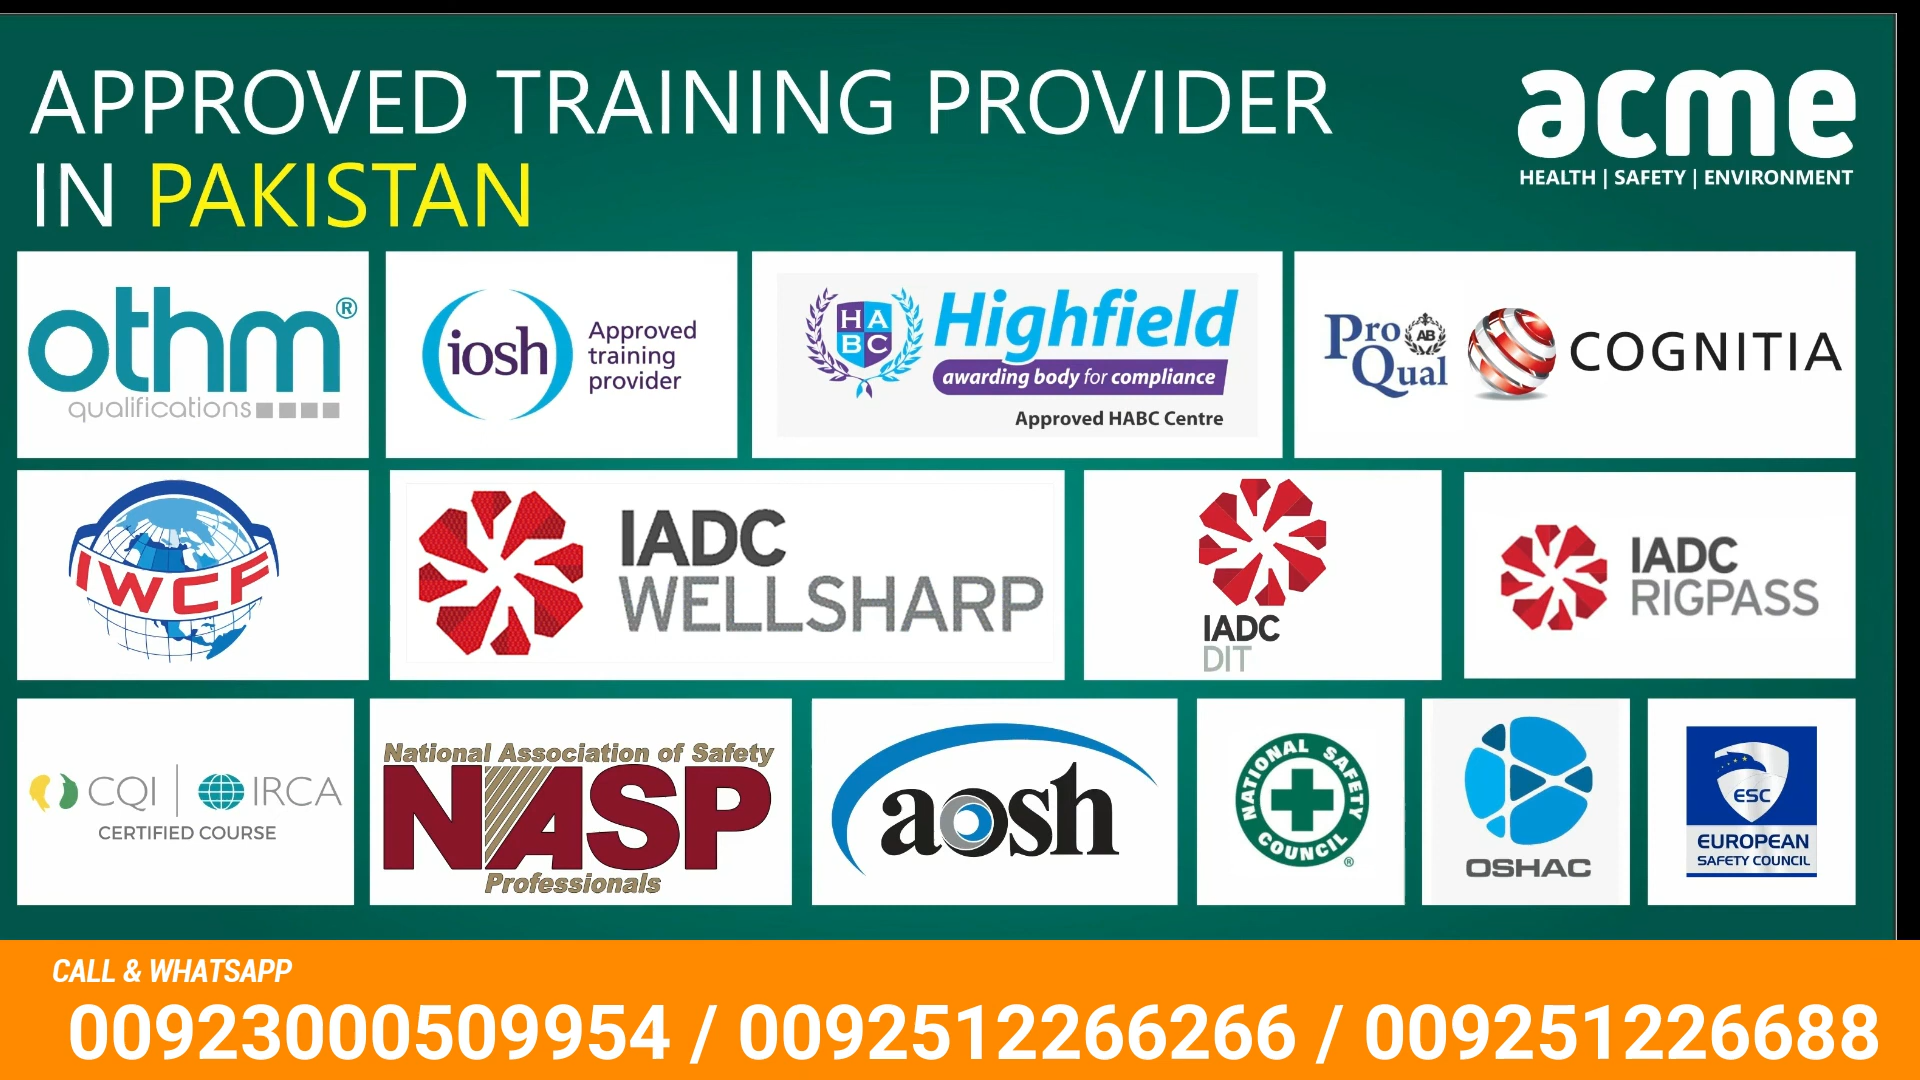 APPROVED TRAINING PROVIDER
IN PAKISTAN
acme
HEALTH | SAFETY | ENVIRONMENT
othm®
qualifications
iosh
Approved
training
provider
HA
BC
Highfield
awarding body for compliance
Approved HABC Centre
Pro
AB
Qual
COGNITIA
IWCF
IADC
WELLSHARP
IADC
DIT
IADC
RIGPASS
CQI | IRCA
CERTIFIED COURSE
National Association of Safety
NASP
Professionals
aosh
NATIONAL SAFETY
COUNCIL®
OSHAC
ESC
EUROPEAN
SAFETY COUNCIL
CALL & WHATSAPP
00923000509954 / 0092512266266 / 009251226688